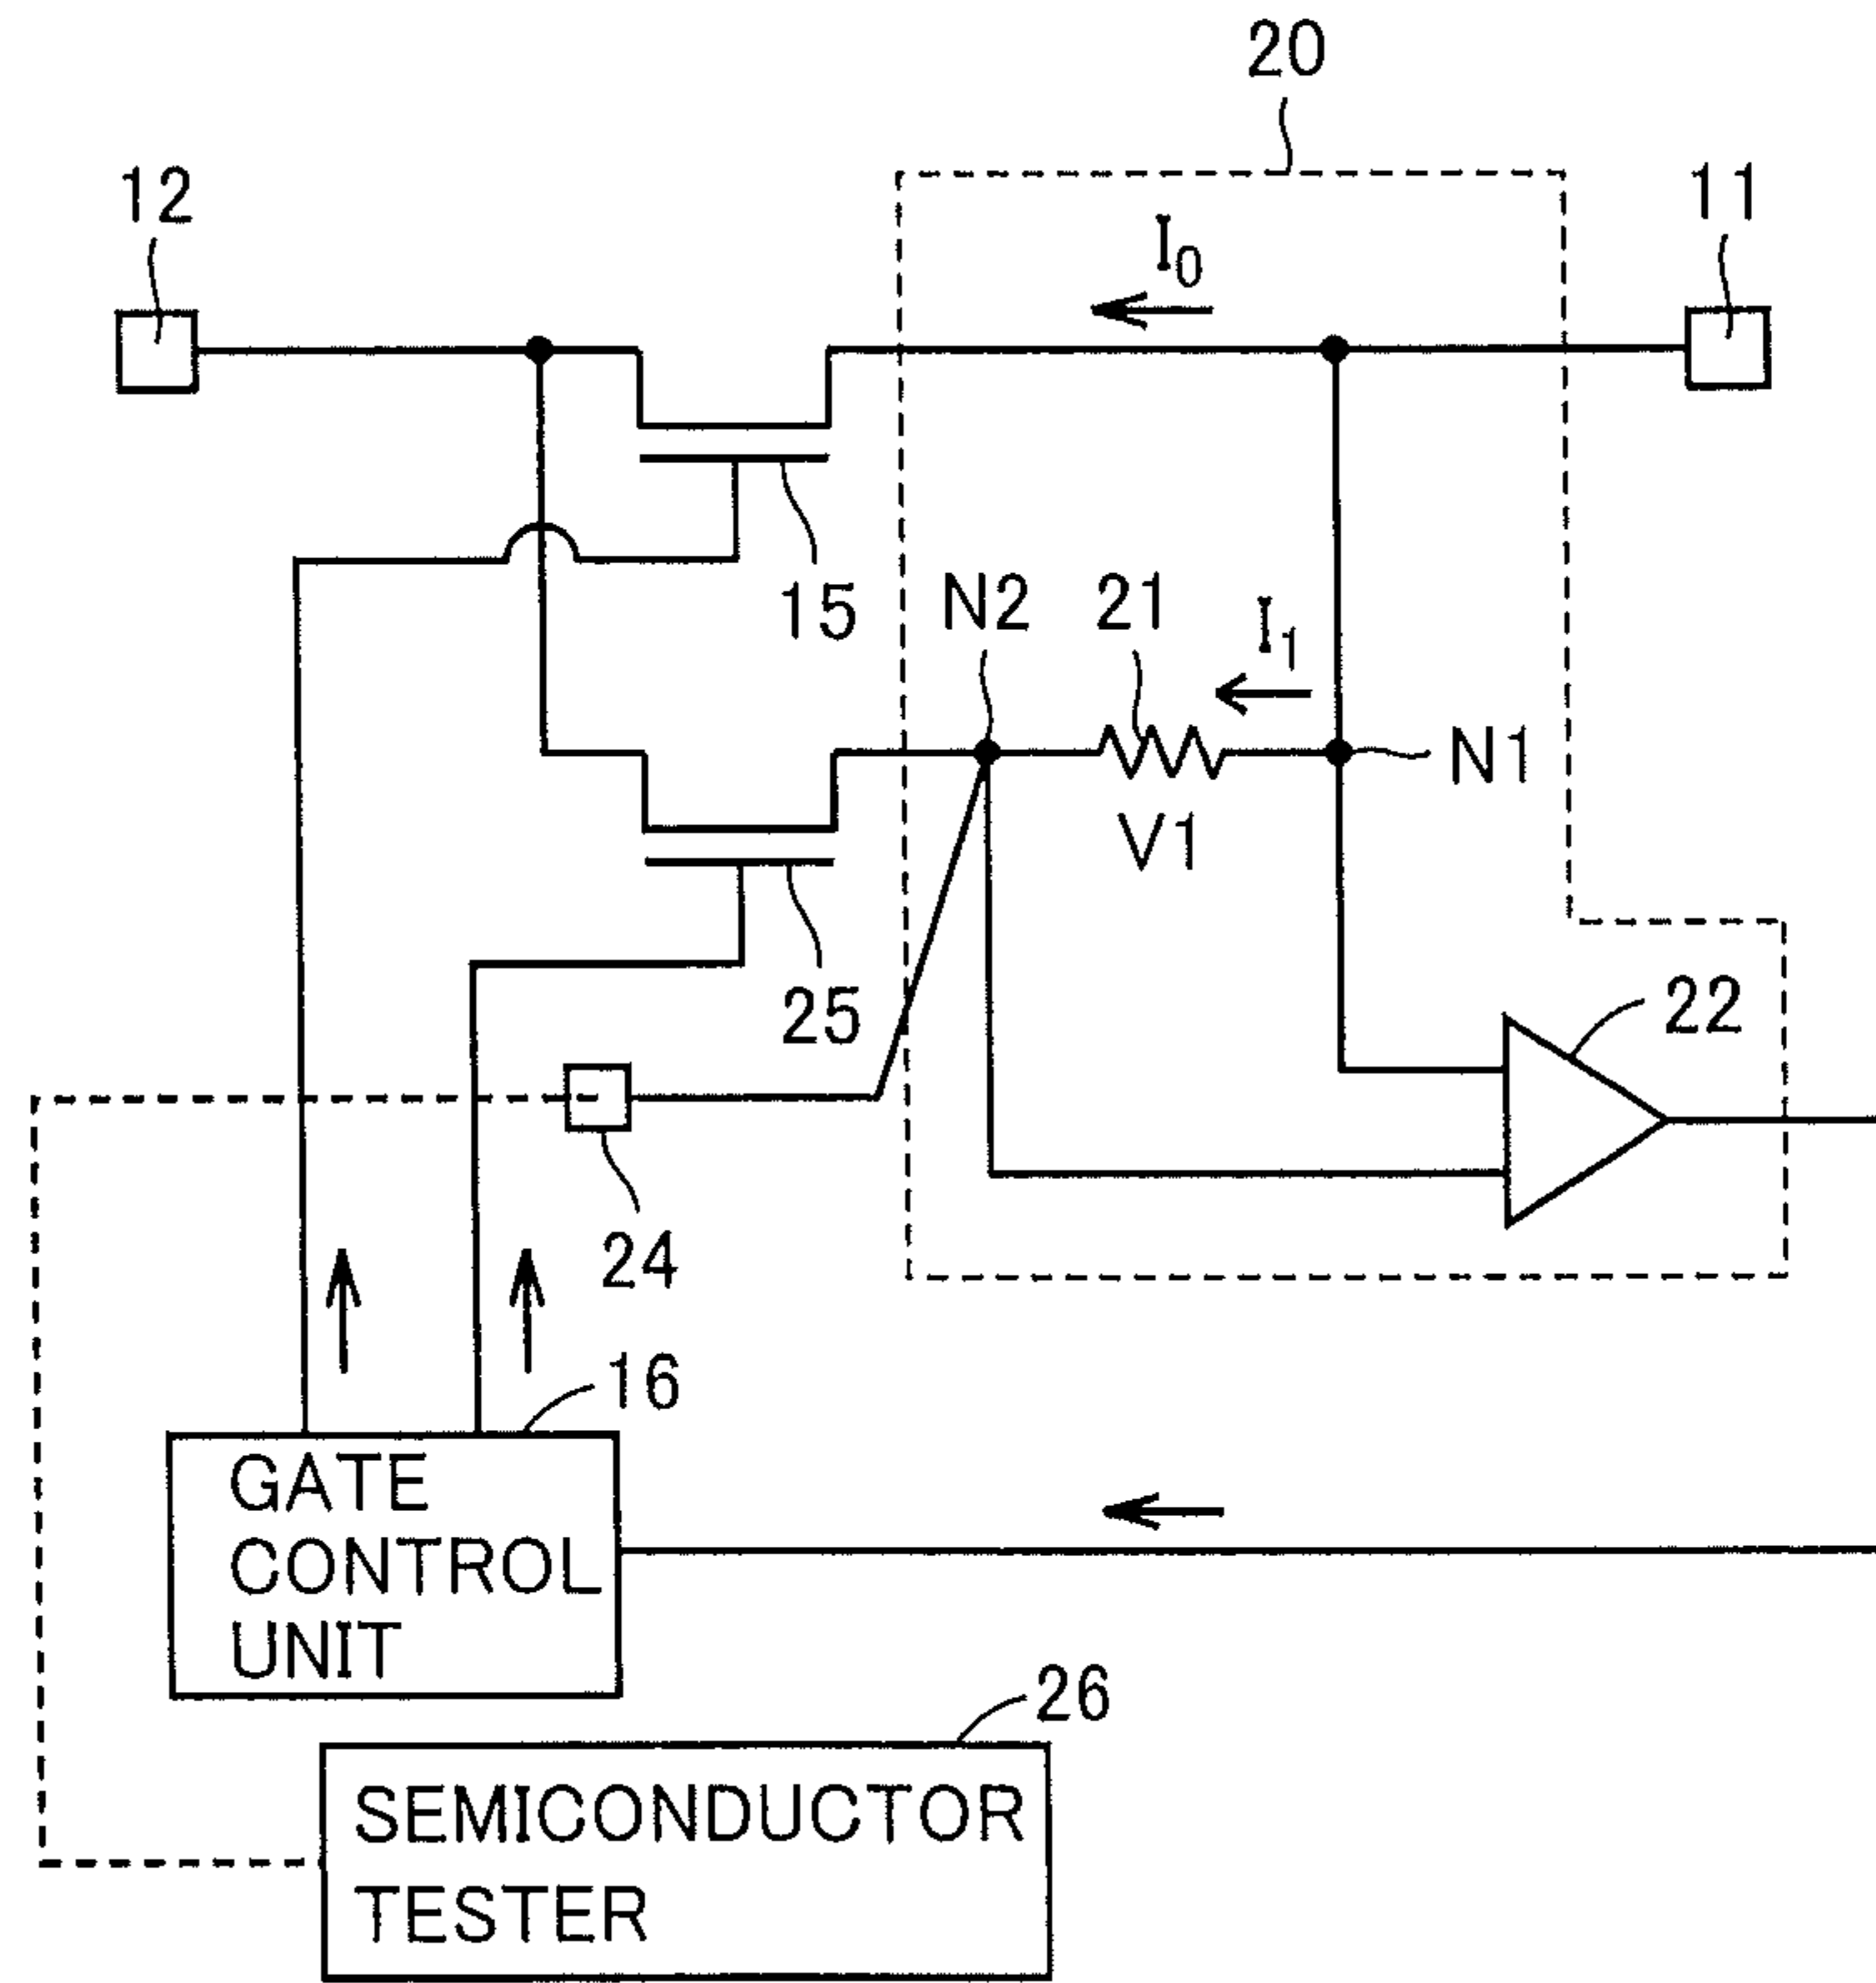 20
12
11
I0
15
N2
21
I1
N1
V1
25
22
24
16
GATE
CONTROL
UNIT
26
SEMICONDUCTOR
TESTER